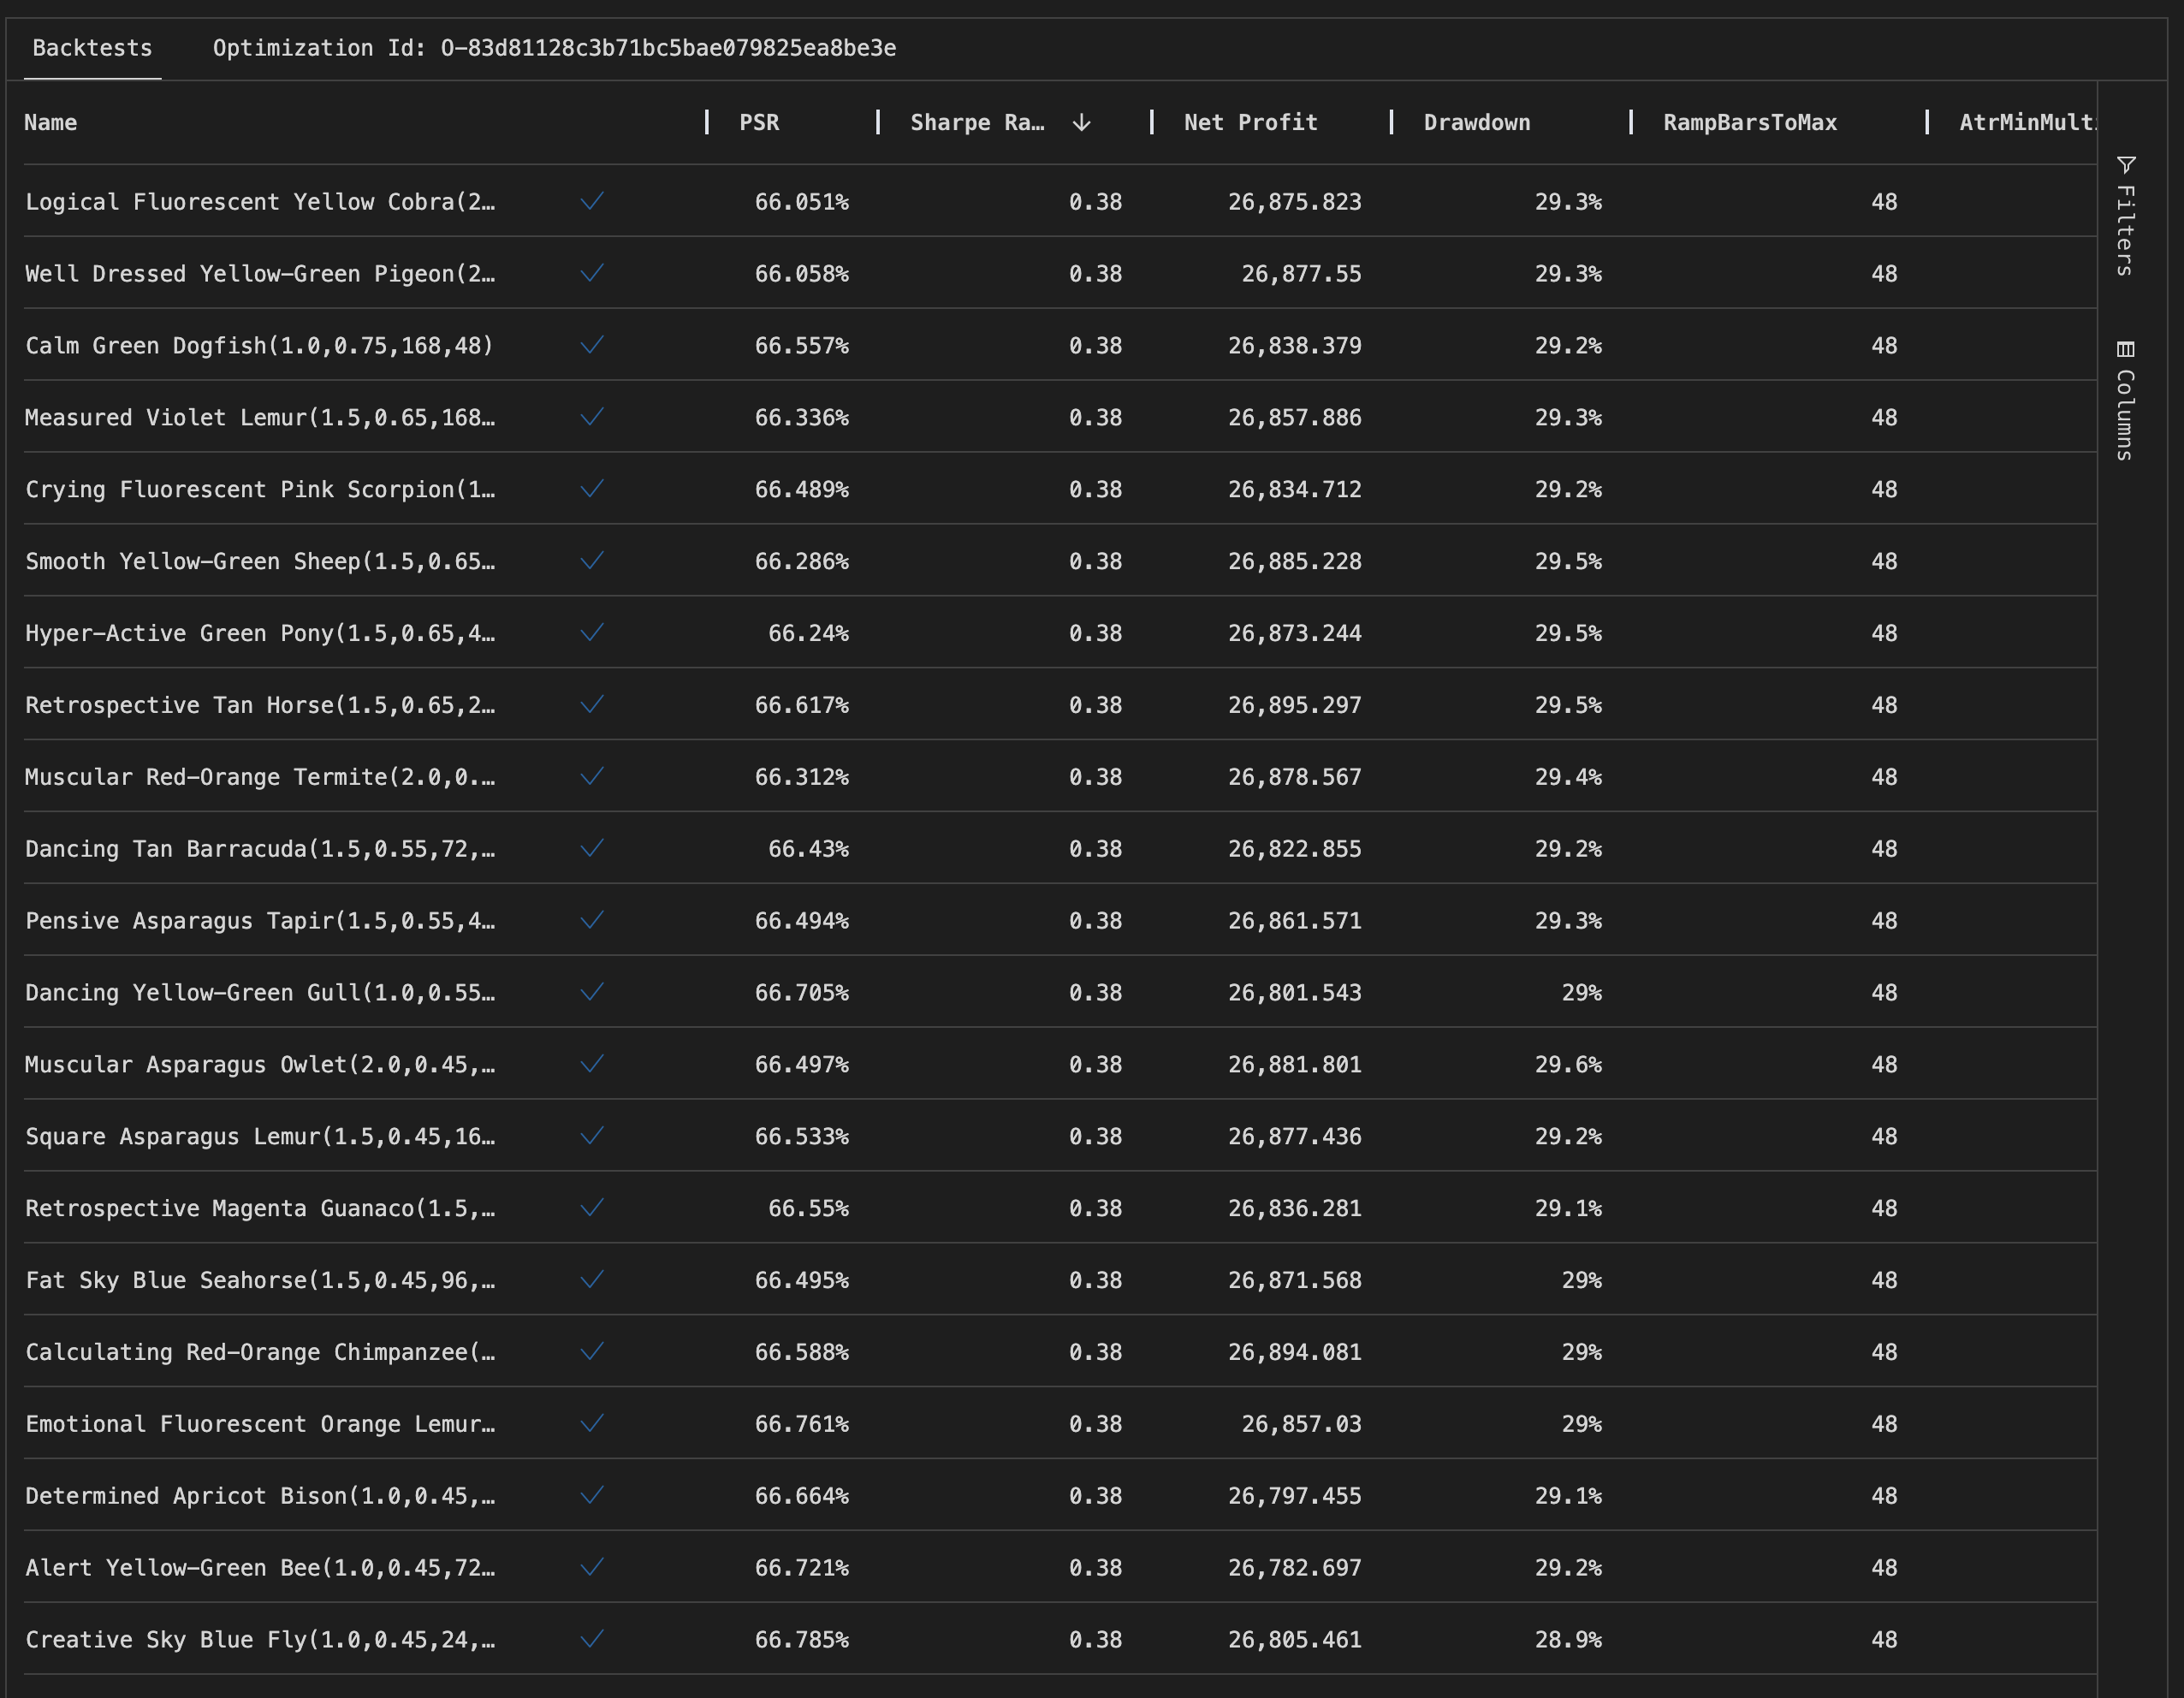 Backtests Optimization Id: O-83d81128c3b71bc5bae079825ea8be3e
Name PSR Sharpe Ra… Net Profit Drawdown RampBarsToMax AtrMinMulti
Logical Fluorescent Yellow Cobra(2… 66.051% 0.38 26,875.823 29.3% 48
Well Dressed Yellow-Green Pigeon(2… 66.058% 0.38 26,877.55 29.3% 48
Calm Green Dogfish(1.0,0.75,168,48) 66.557% 0.38 26,838.379 29.2% 48
Measured Violet Lemur(1.5,0.65,168… 66.336% 0.38 26,857.886 29.3% 48
Crying Fluorescent Pink Scorpion(1… 66.489% 0.38 26,834.712 29.2% 48
Smooth Yellow-Green Sheep(1.5,0.65… 66.286% 0.38 26,885.228 29.5% 48
Hyper-Active Green Pony(1.5,0.65,4… 66.24% 0.38 26,873.244 29.5% 48
Retrospective Tan Horse(1.5,0.65,2… 66.617% 0.38 26,895.297 29.5% 48
Muscular Red-Orange Termite(2.0,0.… 66.312% 0.38 26,878.567 29.4% 48
Dancing Tan Barracuda(1.5,0.55,72,… 66.43% 0.38 26,822.855 29.2% 48
Pensive Asparagus Tapir(1.5,0.55,4… 66.494% 0.38 26,861.571 29.3% 48
Dancing Yellow-Green Gull(1.0,0.55… 66.705% 0.38 26,801.543 29% 48
Muscular Asparagus Owlet(2.0,0.45,… 66.497% 0.38 26,881.801 29.6% 48
Square Asparagus Lemur(1.5,0.45,16… 66.533% 0.38 26,877.436 29.2% 48
Retrospective Magenta Guanaco(1.5,… 66.55% 0.38 26,836.281 29.1% 48
Fat Sky Blue Seahorse(1.5,0.45,96,… 66.495% 0.38 26,871.568 29% 48
Calculating Red-Orange Chimpanzee(… 66.588% 0.38 26,894.081 29% 48
Emotional Fluorescent Orange Lemur… 66.761% 0.38 26,857.03 29% 48
Determined Apricot Bison(1.0,0.45,… 66.664% 0.38 26,797.455 29.1% 48
Alert Yellow-Green Bee(1.0,0.45,72… 66.721% 0.38 26,782.697 29.2% 48
Creative Sky Blue Fly(1.0,0.45,24,… 66.785% 0.38 26,805.461 28.9% 48
Filters
Columns